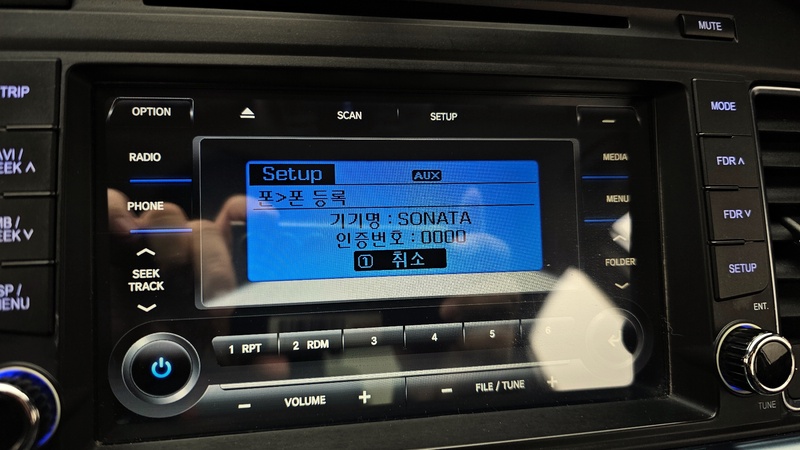 MUTE
TRIP
OPTION
SCAN
SETUP
MODE
RADIO
Setup
AUX
MEDIA
FDR ∧
폰>폰 등록
PHONE
기기명 : SONATA
MENU
인증번호 : 0000
FDR ∨
1 취소
SEEK
TRACK
FOLDER
SETUP
ENT.
1 RPT
2 RDM
3
4
5
6
VOLUME
FILE / TUNE
TUNE